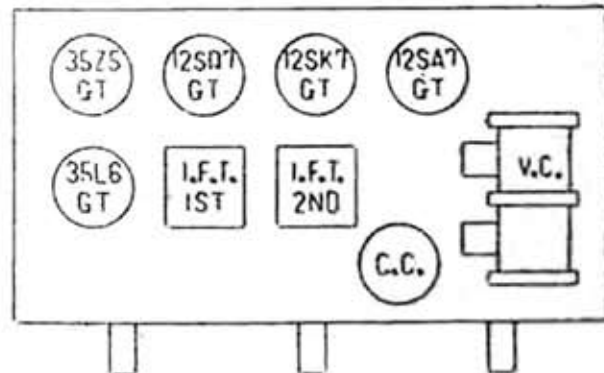 35Z5
GT
12SQ7
GT
12SK7
GT
12SA7
GT
35L6
GT
I.F.T.
1ST
I.F.T.
2ND
V.C.
C.C.